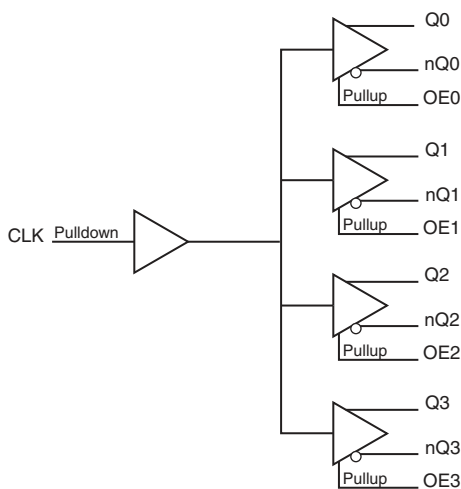 Q0
nQ0
Pullup OE0
Q1
nQ1
Pullup OE1
CLK Pulldown
Q2
nQ2
Pullup OE2
Q3
nQ3
Pullup OE3